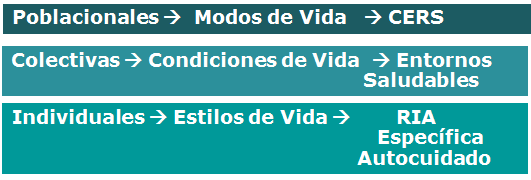 Poblacionales → Modos de Vida → CERS
Colectivas → Condiciones de Vida → Entornos
Saludables
Individuales → Estilos de Vida → RIA
Específica
Autocuidado